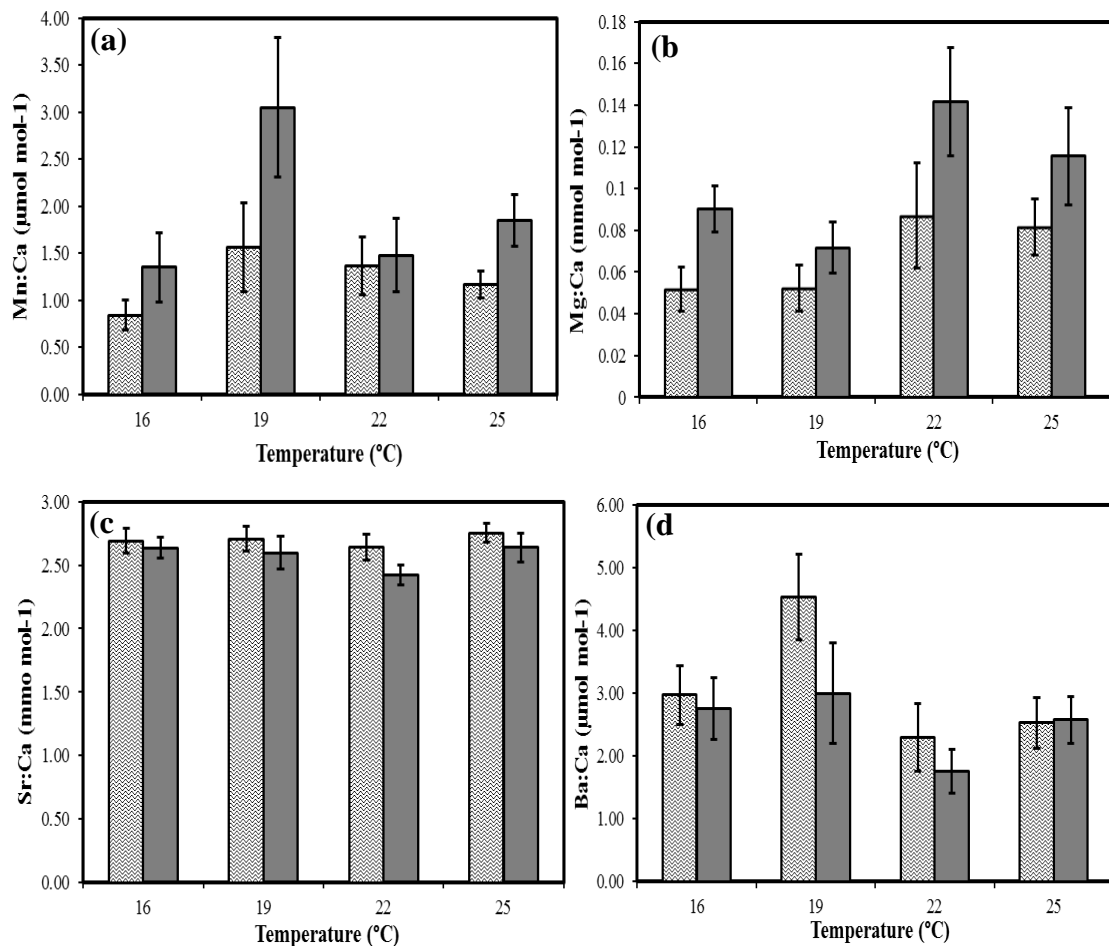 (a)
4.00
3.50
3.00
2.50
2.00
1.50
1.00
0.50
0.00
Mn:Ca (µmol mol-1)
16 19 22 25
Temperature (°C)
(b)
0.18
0.16
0.14
0.12
0.1
0.08
0.06
0.04
0.02
0
Mg:Ca (mmol mol-1)
16 19 22 25
Temperature (°C)
(c)
3.00
2.50
2.00
1.50
1.00
0.50
0.00
Sr:Ca (mmo mol-1)
16 19 22 25
Temperature (°C)
(d
6.00
5.00
4.00
3.00
2.00
1.00
0.00
Ba:Ca (µmol mol-1)
16 19 22 25
Temperature (°C)